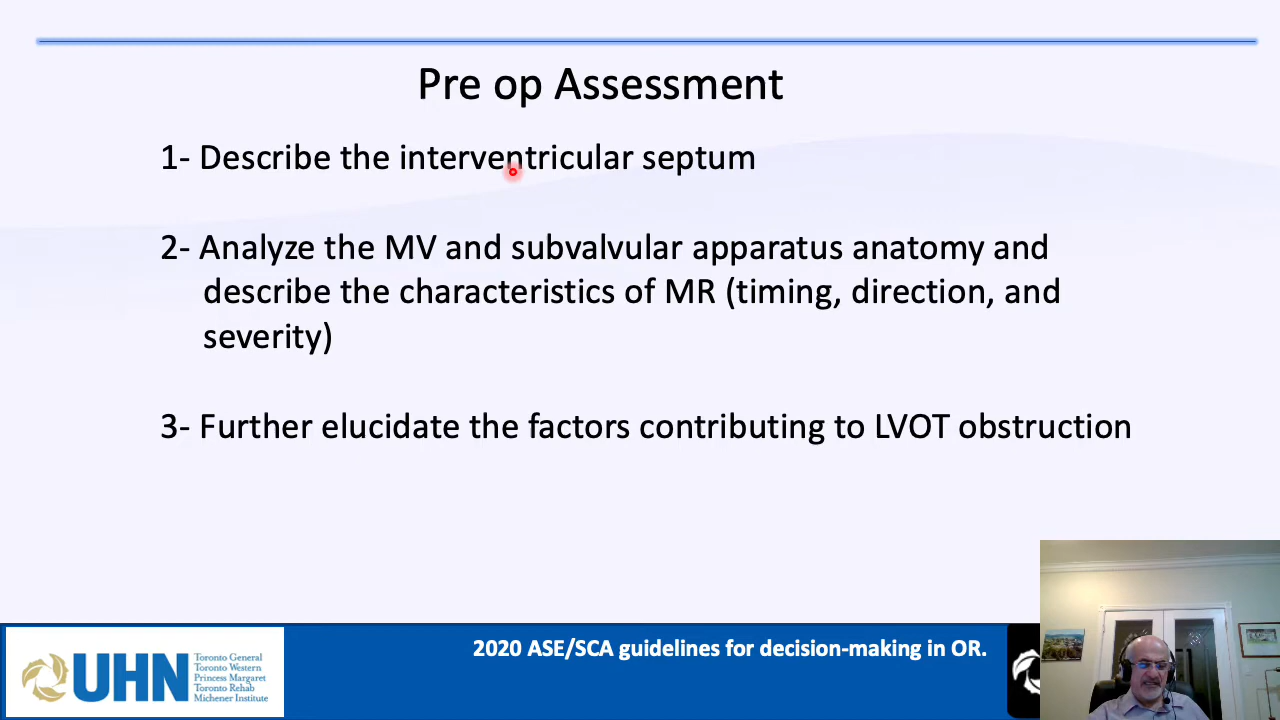 Pre op Assessment
1- Describe the interventricular septum
2- Analyze the MV and subvalvular apparatus anatomy and
describe the characteristics of MR (timing, direction, and
severity)
3- Further elucidate the factors contributing to LVOT obstruction
2020 ASE/SCA guidelines for decision-making in OR.
UHN
Toronto General
Toronto Western
Princess Margaret
Toronto Rehab
Michener Institute